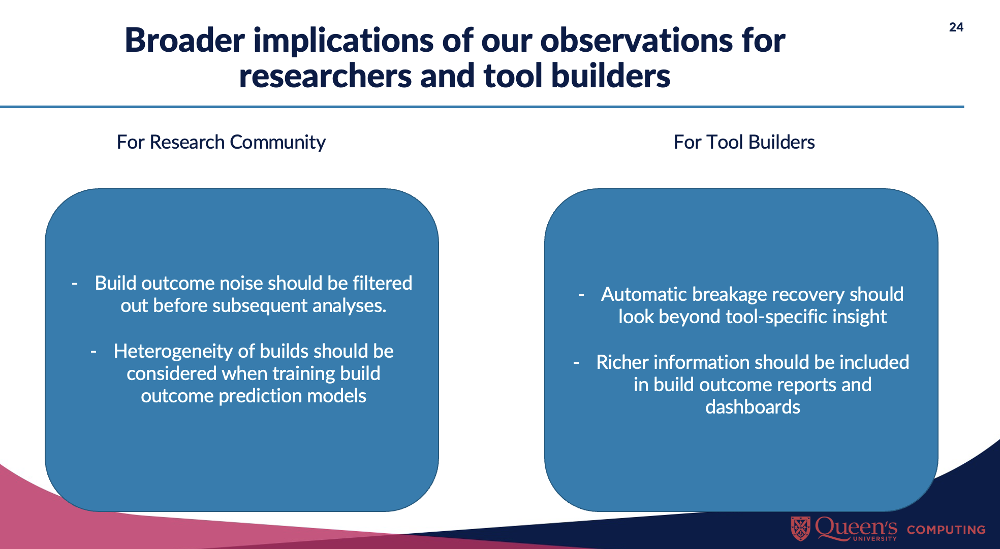 24
Broader implications of our observations for
researchers and tool builders
For Research Community
- Build outcome noise should be filtered
out before subsequent analyses.
- Heterogeneity of builds should be
considered when training build
outcome prediction models
For Tool Builders
- Automatic breakage recovery should
look beyond tool-specific insight
- Richer information should be included
in build outcome reports and
dashboards
Queen's
UNIVERSITY
COMPUTING